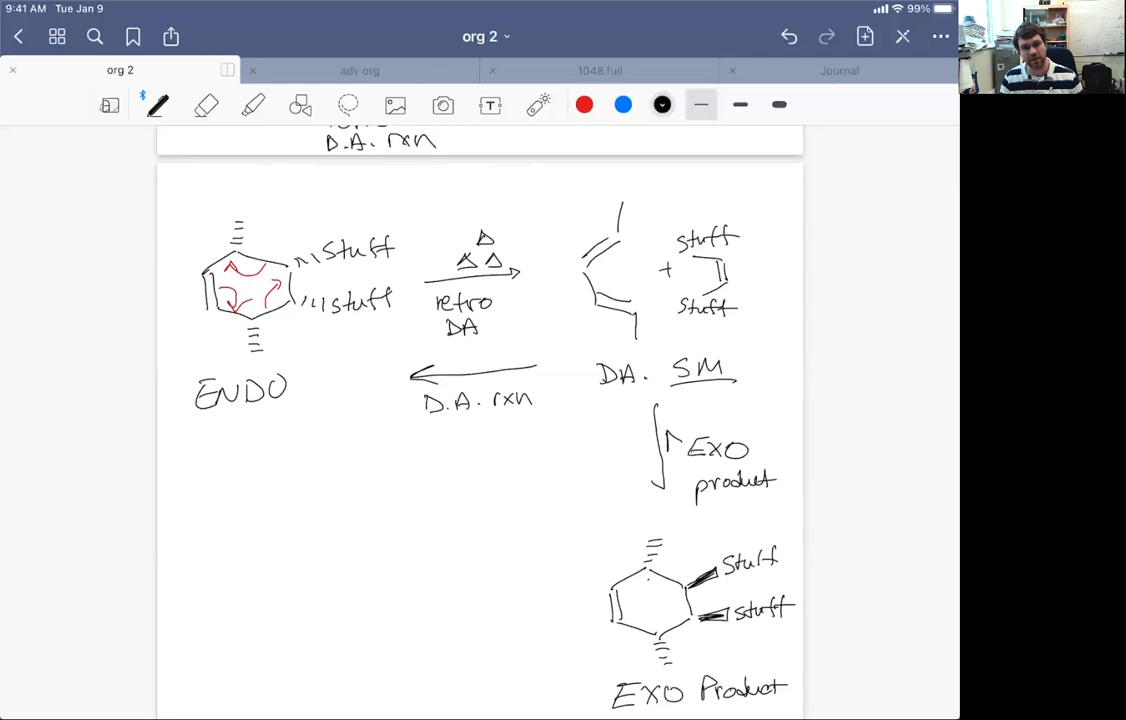 9:41 AM Tue Jan 9
99%
org 2
org 2
adv org
1048.full
Journal
T
D.A. rxn
stuff
stuff
retro
DA
+
stuff
stuff
ENDO
D.A. rxn
DA. SM
EXO
product
stuff
stuff
EXO Product